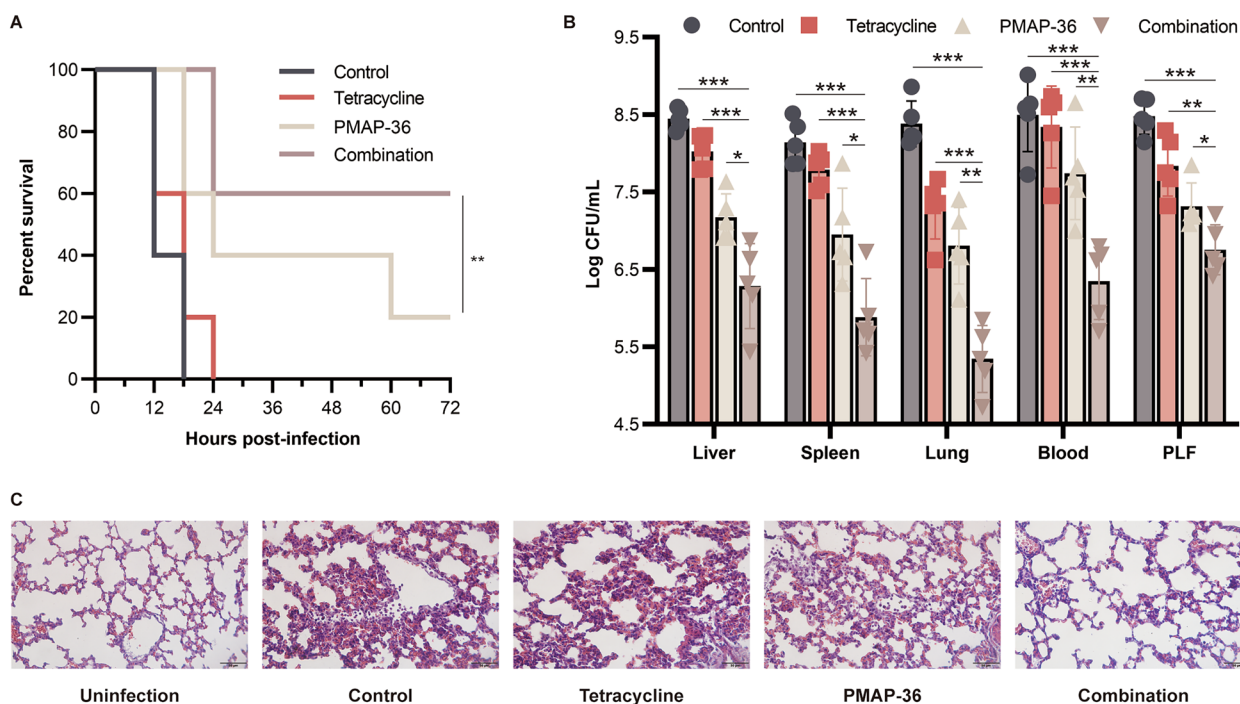 A
Percent survival
100
80
60
40
20
0
0 12 24 36 48 60 72
Hours post-infection
Control
Tetracycline
PMAP-36
Combination
**
B
Control Tetracycline PMAP-36 Combination
Log CFU/mL
9.5
8.5
7.5
6.5
5.5
4.5
*** *** *
*** *** *
*** *** **
*** *** **
*** ** *
Liver Spleen Lung Blood PLF
C
Uninfection Control Tetracycline PMAP-36 Combination